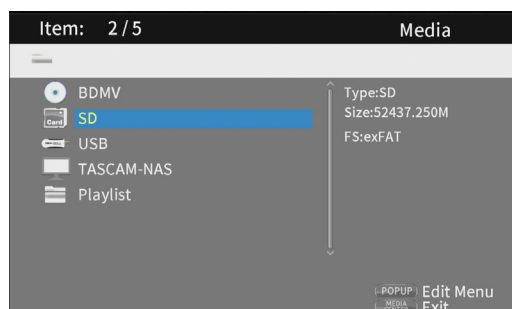 Item: 2/5
Media
BDMV
Card
SD
USB
TASCAM-NAS
Playlist
Type:SD
Size:52437.250M
FS:exFAT
POPUP Edit Menu
MEDIA Exit